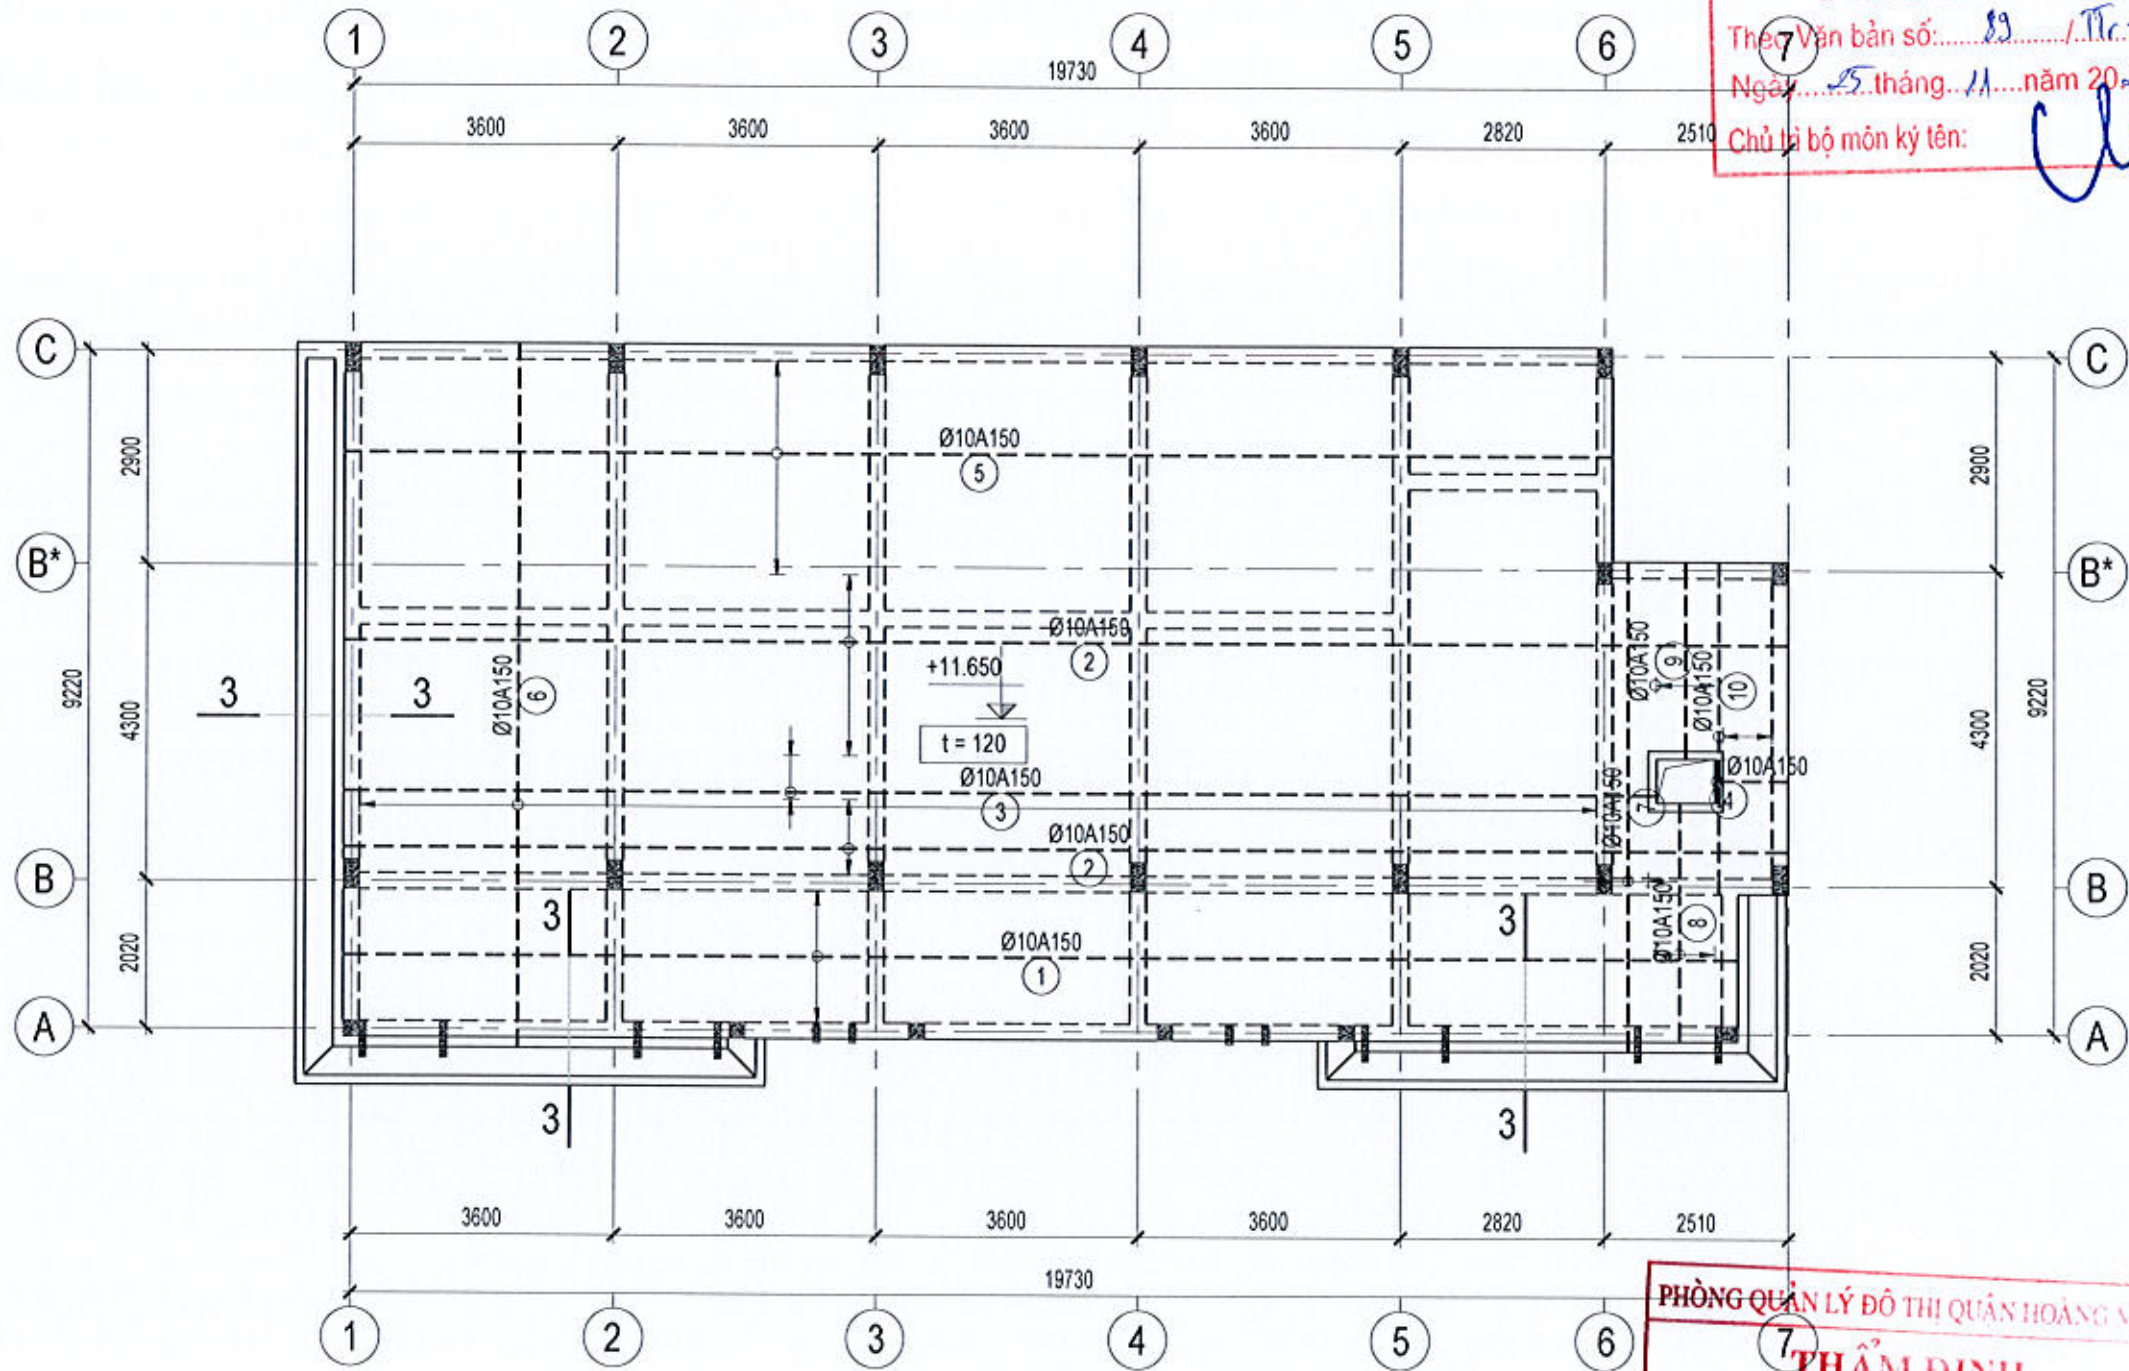 1 2 3 4 5 6 7
Theo Văn bản số: 89 / TTr
19730
Ngày 25 tháng 11 năm 20
3600 3600 3600 3600 2820 2510
Chủ trì bộ môn ký tên:
C C
2900 Ø10A150 2900
5
B* B*
Ø10A150
2
+11.650
t = 120
Ø10A150
3
Ø10A150
2
Ø10A150
6
3 3
9220 4300 4300 9220
Ø10A150
9
Ø10A150
10
Ø10A150
4
Ø10A150
7
B B
Ø10A150
8
3 3
2020 Ø10A150 2020
1
A A
3 3
3600 3600 3600 3600 2820 2510
19730
PHÒNG QUẢN LÝ ĐÔ THỊ QUẬN HOÀNG
1 2 3 4 5 6 7
THẨM ĐỊNH